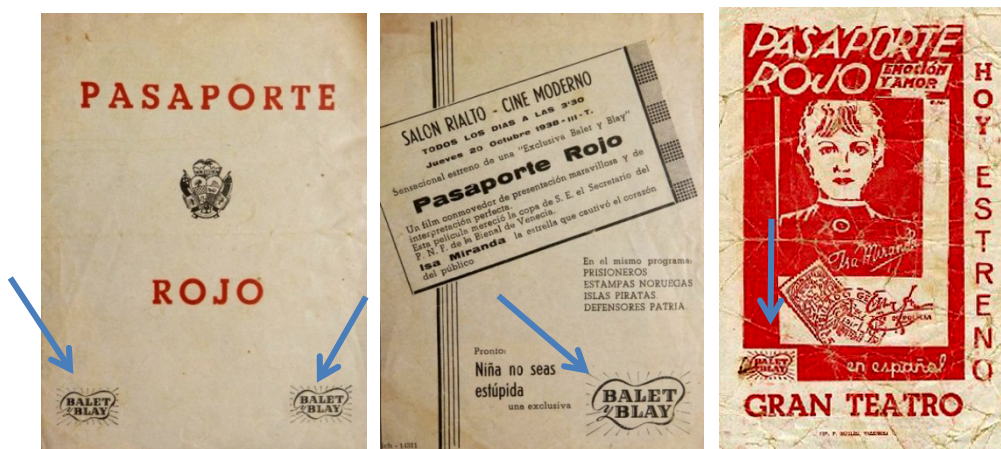 PASAPORTE
ROJO
BALET
Y BLAY
BALET
Y BLAY
SALON RIALTO - CINE MODERNO
TODOS LOS DIAS A LAS 3'30
Jueves 20 Octubre 1938 - III - T.
Sensacional estreno de una "Exclusiva Balet y Blay"
Pasaporte Rojo
Un film conmovedor de presentación maravillosa y de
interpretación perfecta.
Esta película mereció la copa de S. E. el Secretario del
P. N. F. de la Bienal de Venecia.
Isa Miranda la estrella que cautivó el corazón
del público
En el mismo programa:
PRISIONEROS
ESTAMPAS NORUEGAS
ISLAS PIRATAS
DEFENSORES PATRIA
Pronto:
Niña no seas
estúpida
una exclusiva
BALET
Y BLAY
PASAPORTE
ROJO
EMOCIÓN
Y AMOR
HOY ESTRENO
Isa Miranda
BALET
Y BLAY
en español
GRAN TEATRO